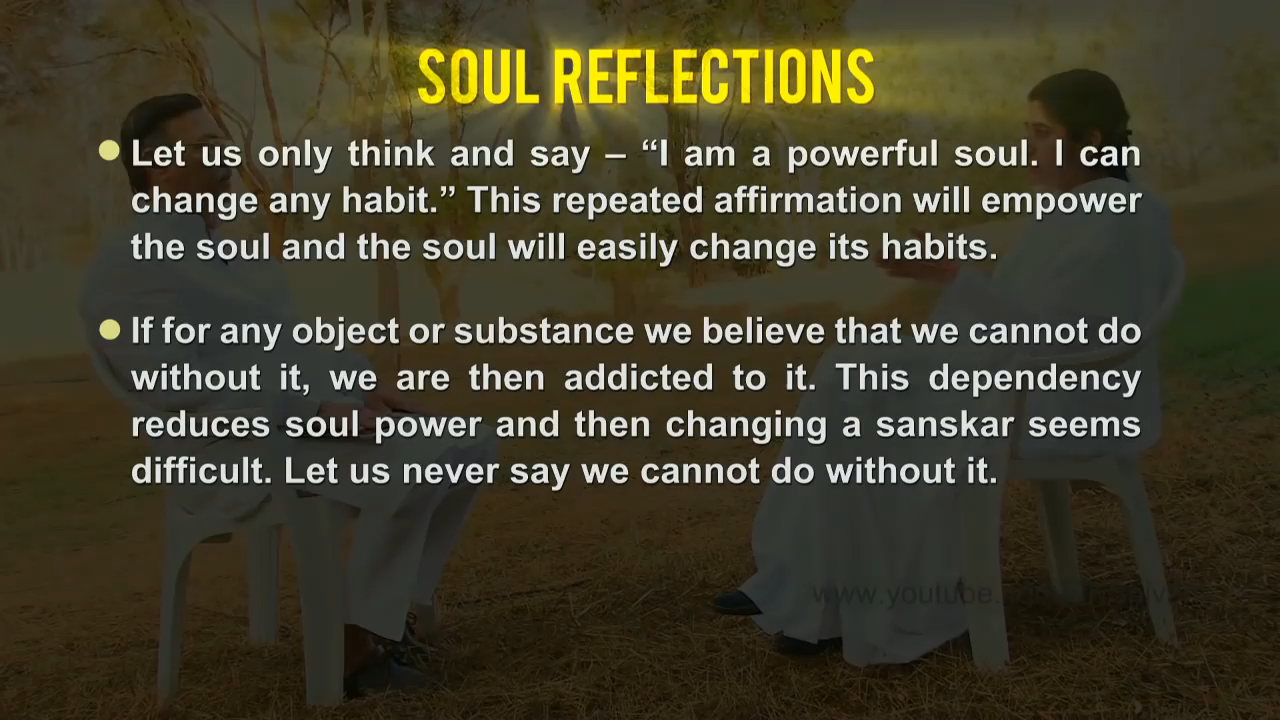 SOUL REFLECTIONS
Let us only think and say – “I am a powerful soul. I can
change any habit.” This repeated affirmation will empower
the soul and the soul will easily change its habits.
If for any object or substance we believe that we cannot do
without it, we are then addicted to it. This dependency
reduces soul power and then changing a sanskar seems
difficult. Let us never say we cannot do without it.
www.youtube.